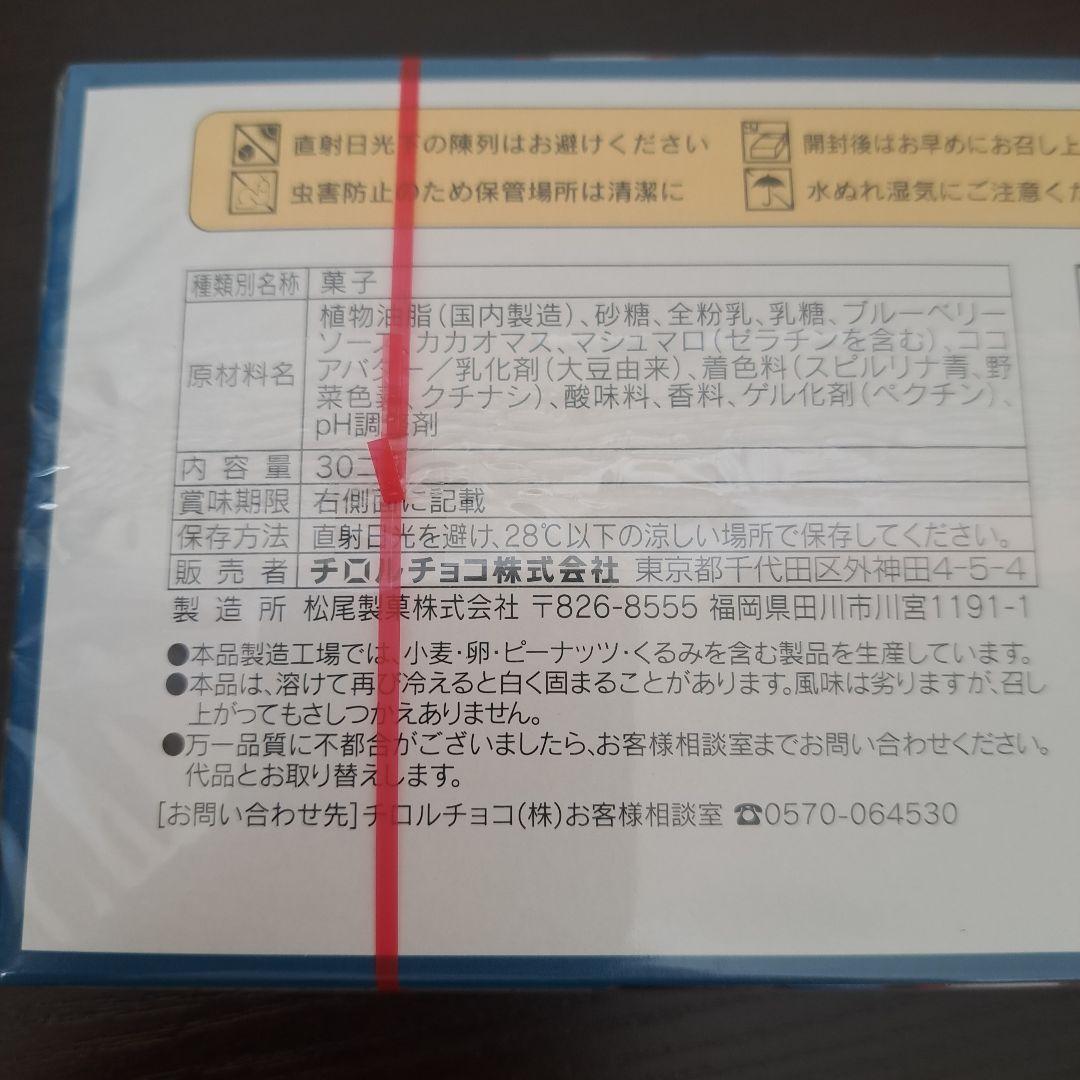 直射日光下の陳列はお避けください 開封後はお早めにお召し上
虫害防止のため保管場所は清潔に 水ぬれ湿気にご注意くだ
種類別名称 菓子
原材料名 植物油脂(国内製造)、砂糖、全粉乳、乳糖、ブルーベリー
ソース、カカオマス、マシュマロ(ゼラチンを含む)、ココ
アバター/乳化剤(大豆由来)、着色料(スピルリナ青、野
菜色素、クチナシ)、酸味料、香料、ゲル化剤(ペクチン)、
pH調整剤
内容量 30
賞味期限 右側面に記載
保存方法 直射日光を避け、28℃以下の涼しい場所で保存してください。
販売者 チロルチョコ株式会社 東京都千代田区外神田4-5-4
製造所 松尾製菓株式会社 〒826-8555 福岡県田川市川宮1191-1
●本品製造工場では、小麦・卵・ピーナッツ・くるみを含む製品を生産しています。
●本品は、溶けて再び冷えると白く固まることがあります。風味は劣りますが、召し
上がってもさしつかえありません。
●万一品質に不都合がございましたら、お客様相談室までお問い合わせください。
代品とお取り替えします。
[お問い合わせ先]チロルチョコ(株)お客様相談室 ☎0570-064530